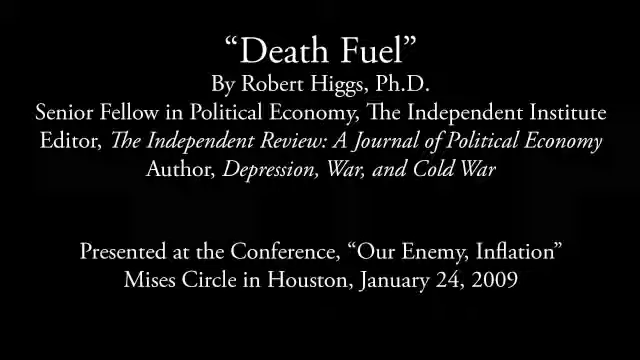 “Death Fuel”
By Robert Higgs, Ph.D.
Senior Fellow in Political Economy, The Independent Institute
Editor, The Independent Review: A Journal of Political Economy
Author, Depression, War, and Cold War
Presented at the Conference, “Our Enemy, Inflation”
Mises Circle in Houston, January 24, 2009